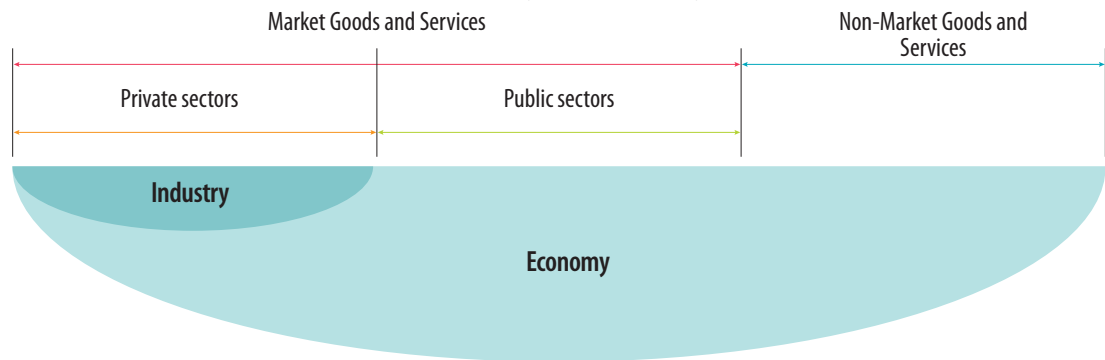 Market Goods and Services
Non-Market Goods and
Services
Private sectors
Public sectors
Industry
Economy